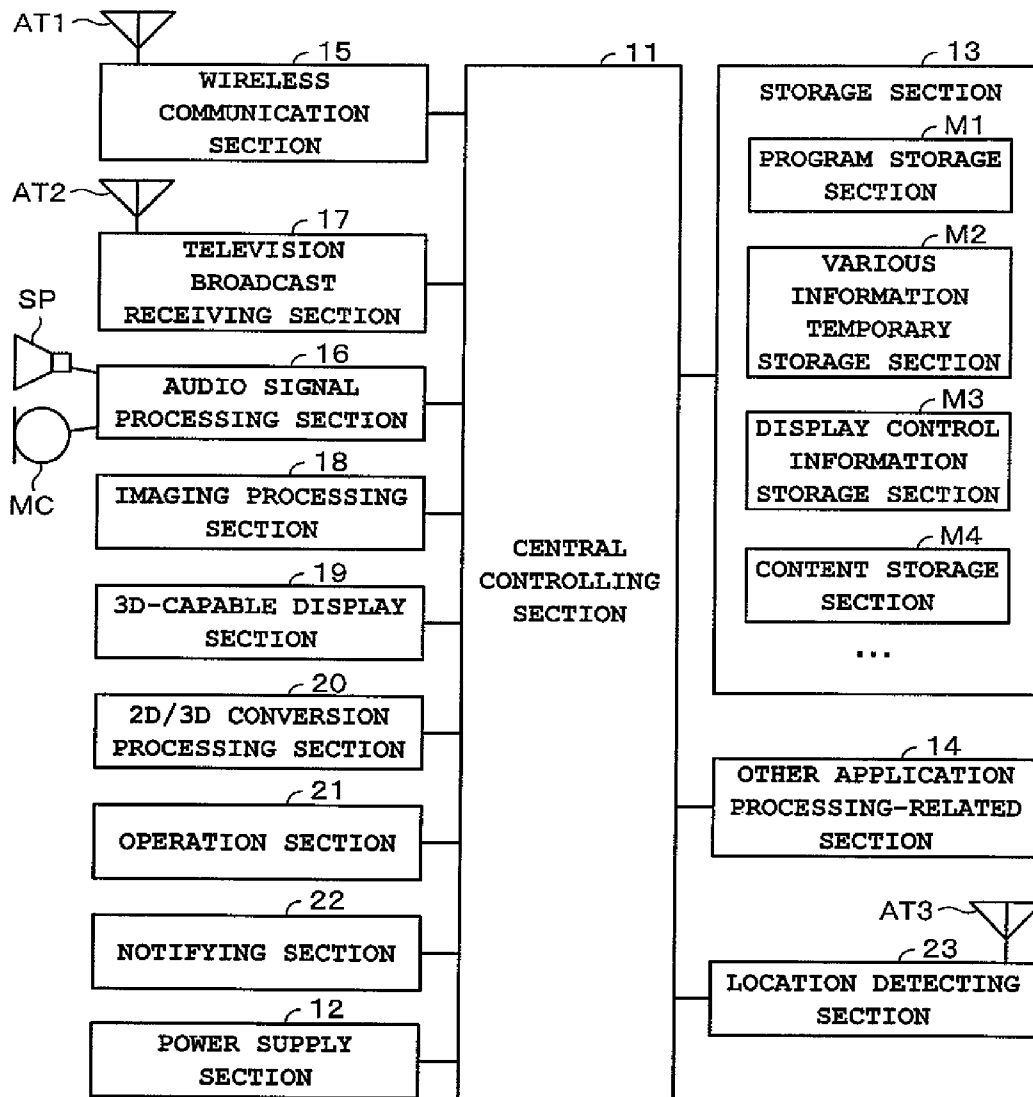 AT1
15
WIRELESS
COMMUNICATION
SECTION
AT2
17
TELEVISION
BROADCAST
RECEIVING SECTION
SP
16
AUDIO SIGNAL
PROCESSING SECTION
MC
18
IMAGING PROCESSING
SECTION
19
3D-CAPABLE DISPLAY
SECTION
20
2D/3D CONVERSION
PROCESSING SECTION
21
OPERATION SECTION
22
NOTIFYING SECTION
12
POWER SUPPLY
SECTION
11
CENTRAL
CONTROLLING
SECTION
13
STORAGE SECTION
M1
PROGRAM STORAGE
SECTION
M2
VARIOUS
INFORMATION
TEMPORARY
STORAGE SECTION
M3
DISPLAY CONTROL
INFORMATION
STORAGE SECTION
M4
CONTENT STORAGE
SECTION
...
14
OTHER APPLICATION
PROCESSING-RELATED
SECTION
AT3
23
LOCATION DETECTING
SECTION